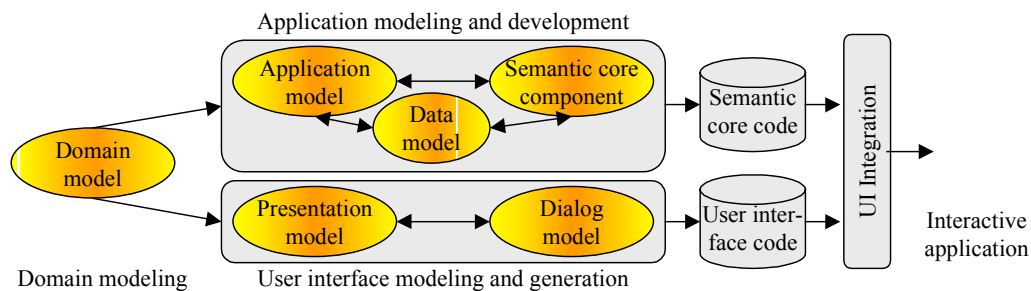 Application modeling and development
Application
model
Semantic core
component
Data
model
Semantic
core code
Domain
model
UI Integration
Presentation
model
Dialog
model
User inter-
face code
Interactive
application
Domain modeling
User interface modeling and generation